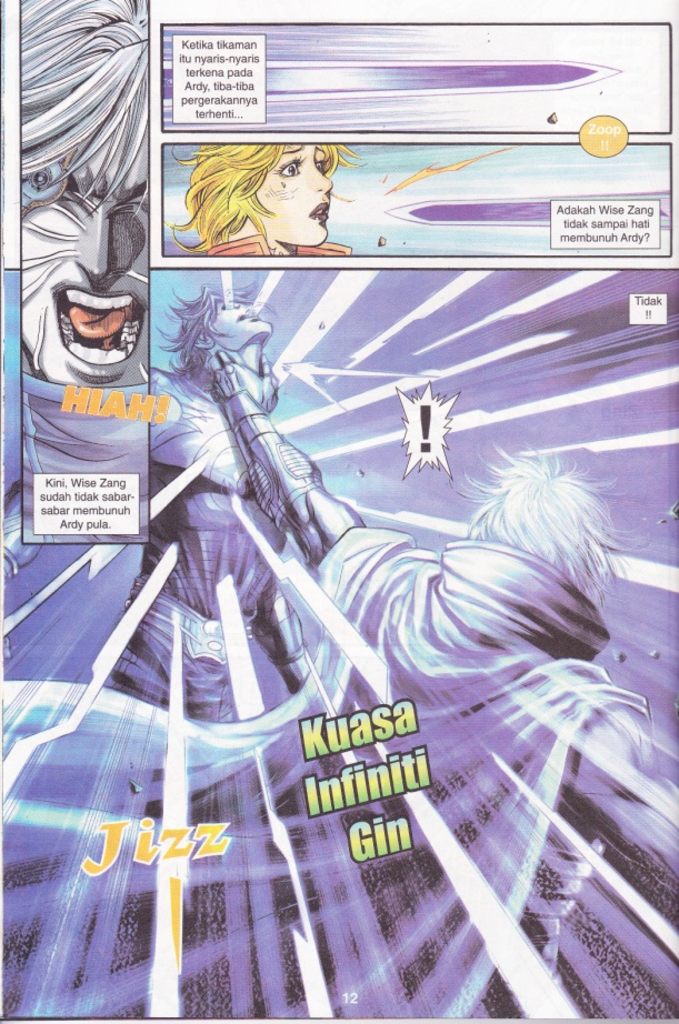 Ketika tikaman
itu nyaris-nyaris
terkena pada
Ardy, tiba-tiba
pergerakannya
terhenti...
Zoop
!!
Adakah Wise Zang
tidak sampai hati
membunuh Ardy?
Tidak
!!
HIAH!
!
Kini, Wise Zang
sudah tidak sabar-
sabar membunuh
Ardy pula.
Kuasa
Infiniti
Gin
Jizz
!
12